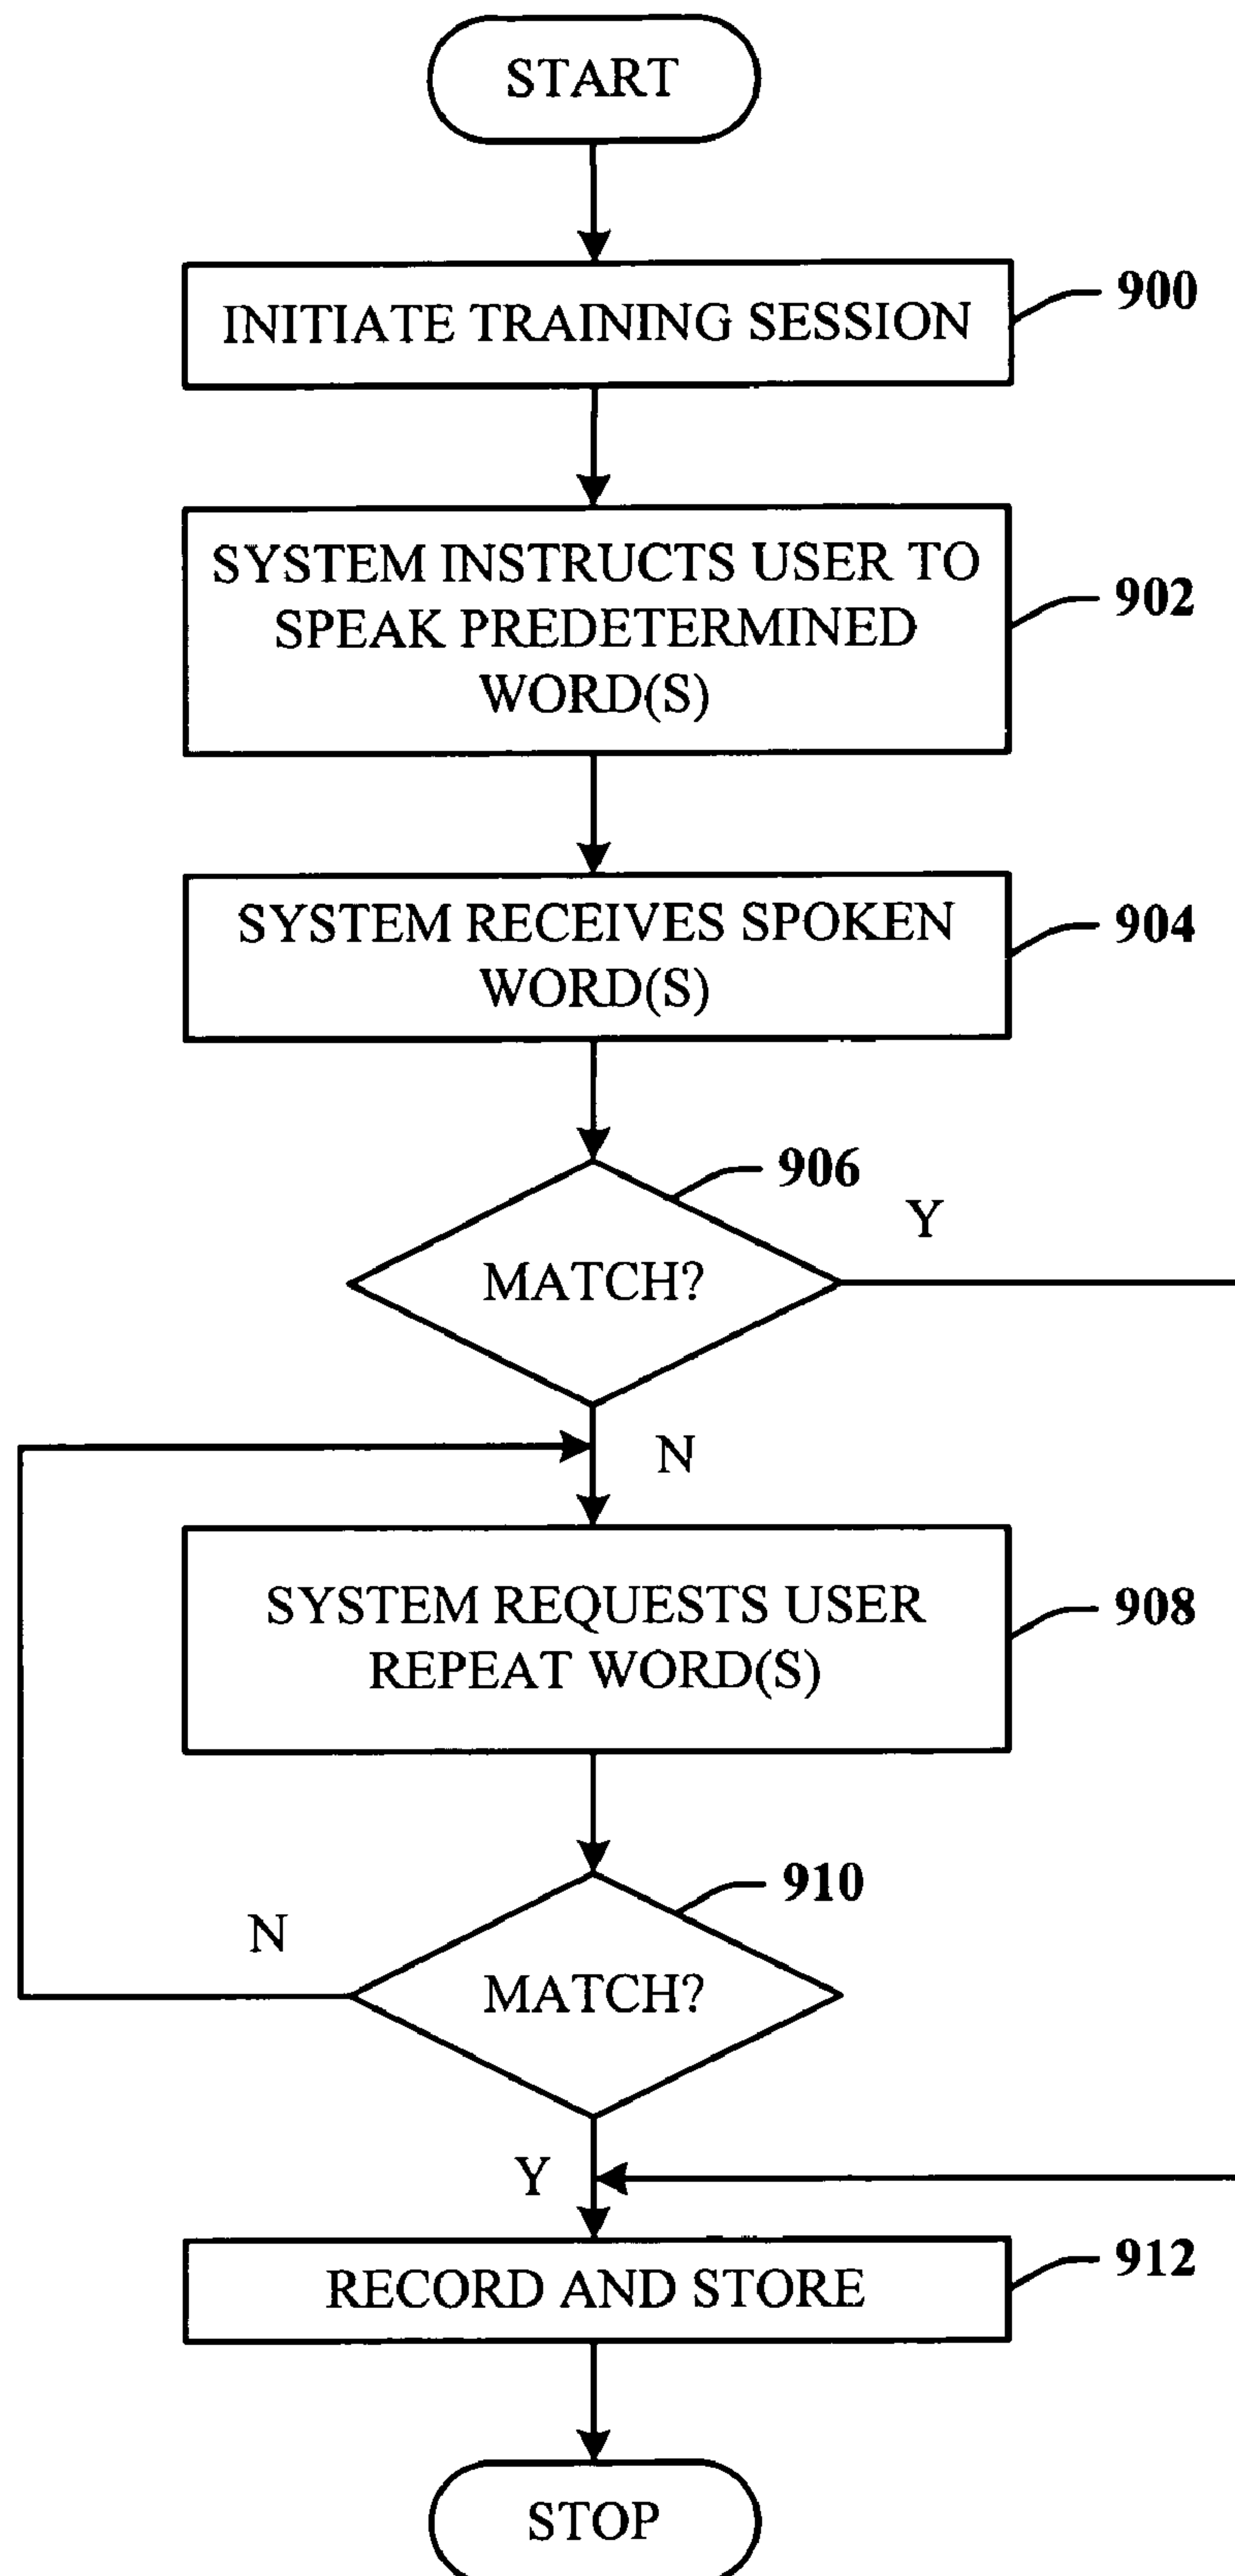 START
INITIATE TRAINING SESSION
900
SYSTEM INSTRUCTS USER TO
SPEAK PREDETERMINED
WORD(S)
902
SYSTEM RECEIVES SPOKEN
WORD(S)
904
906
Y
MATCH?
N
SYSTEM REQUESTS USER
REPEAT WORD(S)
908
910
N
MATCH?
Y
RECORD AND STORE
912
STOP